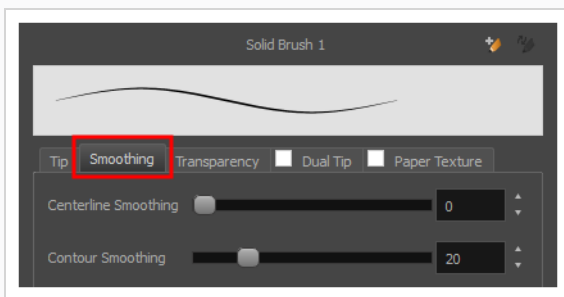 Solid Brush 1
Tip Smoothing Transparency Dual Tip Paper Texture
Centerline Smoothing 0
Contour Smoothing 20